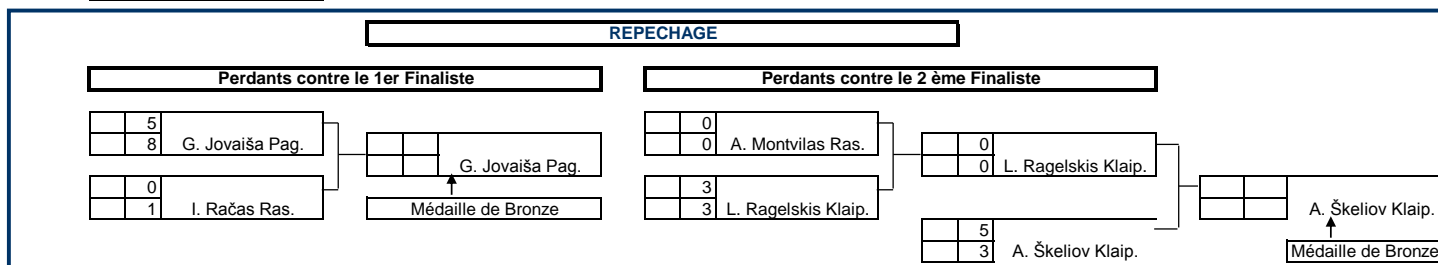 REPECHAGE
Perdants contre le 1er Finaliste
Perdants contre le 2 ème Finaliste
5
8 G. Jovaiša Pag.
0
1 I. Račas Ras.
G. Jovaiša Pag.
Médaille de Bronze
0
0 A. Montvilas Ras.
3
3 L. Ragelskis Klaip.
0
0 L. Ragelskis Klaip.
5
3 A. Škeliov Klaip.
A. Škeliov Klaip.
Médaille de Bronze